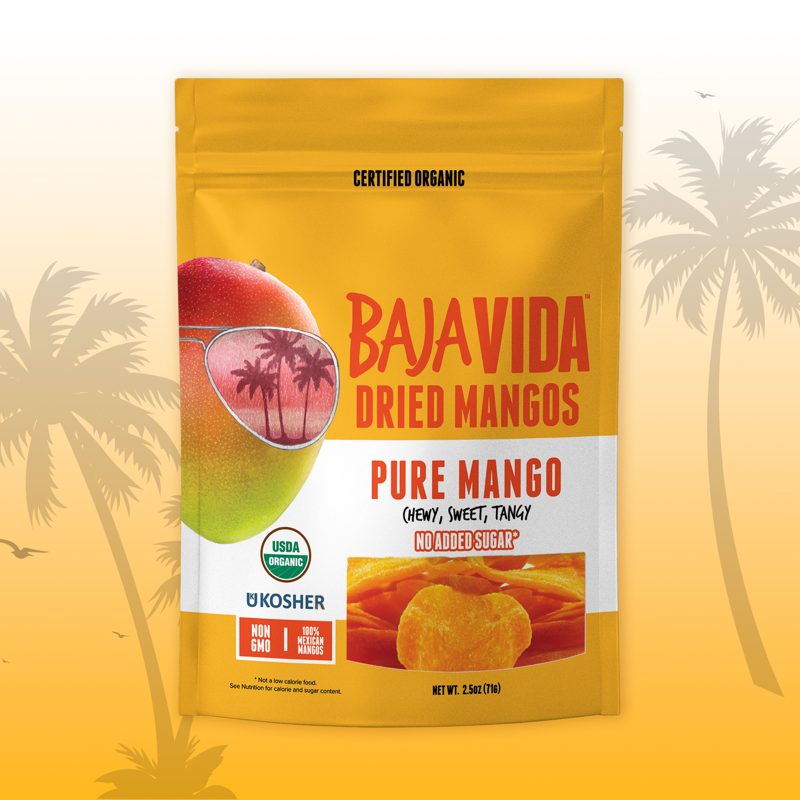 CERTIFIED ORGANIC
BAJAVIDA™
DRIED MANGOS
PURE MANGO
CHEWY, SWEET, TANGY
NO ADDED SUGAR*
USDA
ORGANIC
KOSHER
NON
GMO
100%
MEXICAN
MANGOS
* Not a low calorie food.
See Nutrition for calorie and sugar content.
NET WT. 2.5OZ (71G)